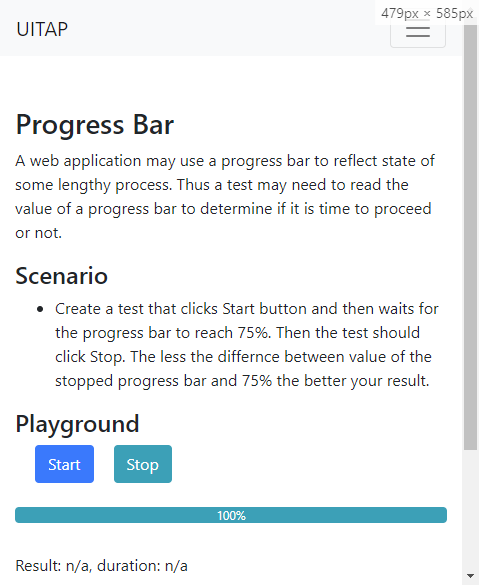 479px × 585px
UITAP
Progress Bar
A web application may use a progress bar to reflect state of
some lengthy process. Thus a test may need to read the
value of a progress bar to determine if it is time to proceed
or not.
Scenario
• Create a test that clicks Start button and then waits for
the progress bar to reach 75%. Then the test should
click Stop. The less the differnce between value of the
stopped progress bar and 75% the better your result.
Playground
Start Stop
100%
Result: n/a, duration: n/a